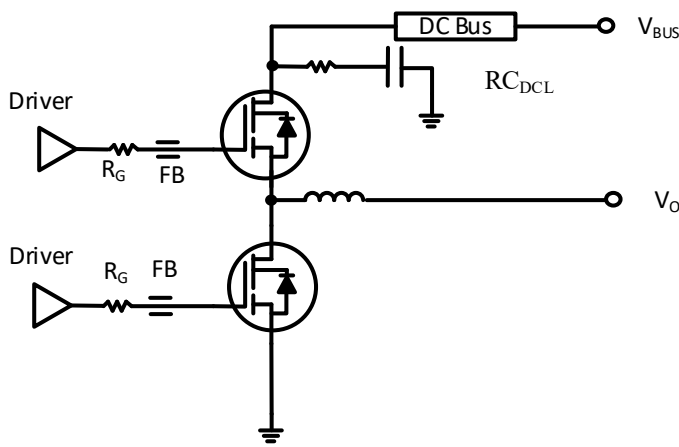 DC Bus
V_BUS
RC_DCL
Driver
R_G
FB
V_O
Driver
R_G
FB